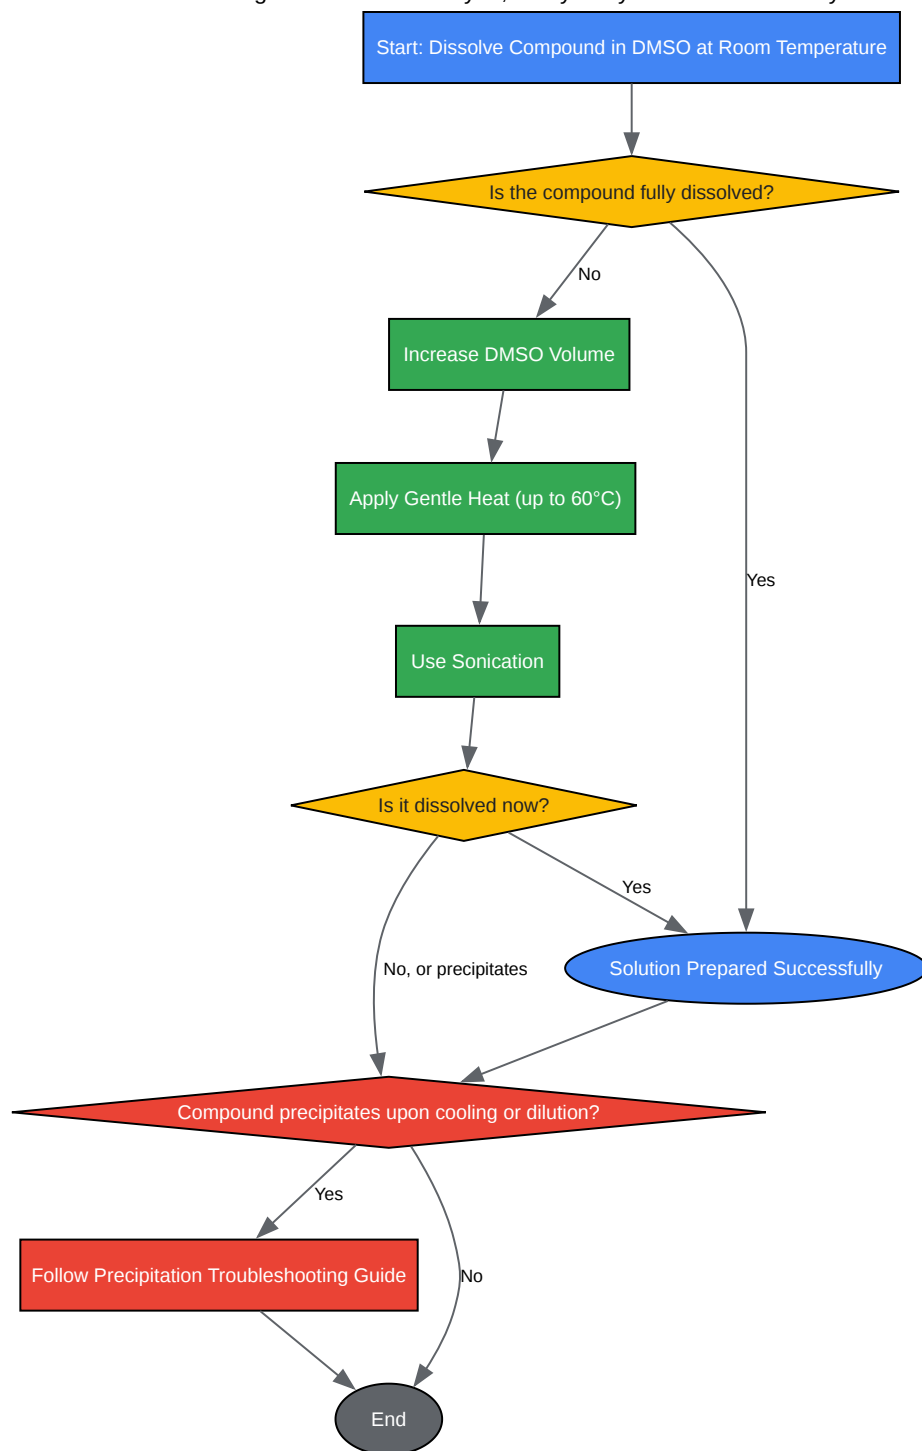 Start: Dissolve Compound in DMSO at Room Temperature
Is the compound fully dissolved?
No
Increase DMSO Volume
Apply Gentle Heat (up to 60°C)
Yes
Use Sonication
Is it dissolved now?
Yes
No, or precipitates
Solution Prepared Successfully
Compound precipitates upon cooling or dilution?
Yes
Follow Precipitation Troubleshooting Guide
No
End